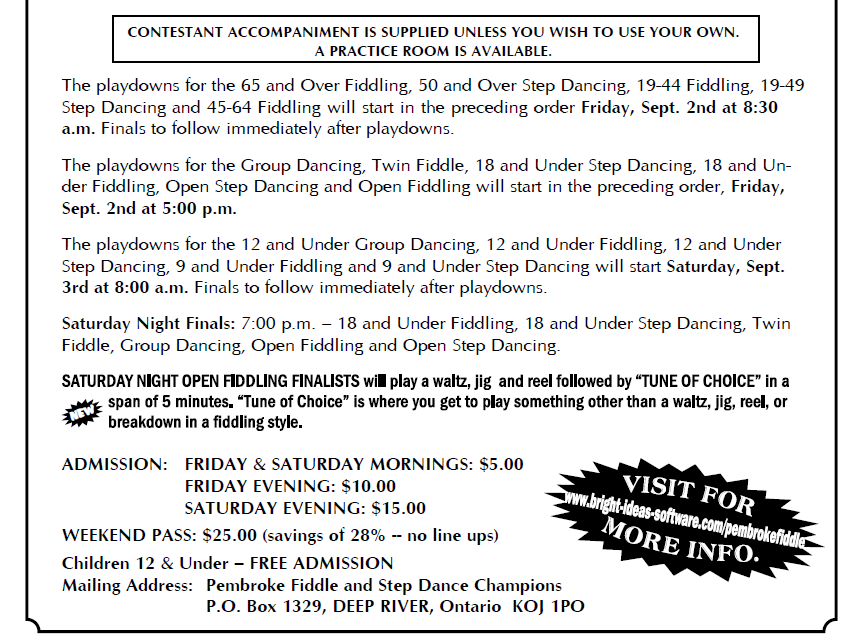 CONTESTANT ACCOMPANIMENT IS SUPPLIED UNLESS YOU WISH TO USE YOUR OWN.
A PRACTICE ROOM IS AVAILABLE.
The playdowns for the 65 and Over Fiddling, 50 and Over Step Dancing, 19-44 Fiddling, 19-49
Step Dancing and 45-64 Fiddling will start in the preceding order Friday, Sept. 2nd at 8:30
a.m. Finals to follow immediately after playdowns.
The playdowns for the Group Dancing, Twin Fiddle, 18 and Under Step Dancing, 18 and Un-
der Fiddling, Open Step Dancing and Open Fiddling will start in the preceding order, Friday,
Sept. 2nd at 5:00 p.m.
The playdowns for the 12 and Under Group Dancing, 12 and Under Fiddling, 12 and Under
Step Dancing, 9 and Under Fiddling and 9 and Under Step Dancing will start Saturday, Sept.
3rd at 8:00 a.m. Finals to follow immediately after playdowns.
Saturday Night Finals: 7:00 p.m. – 18 and Under Fiddling, 18 and Under Step Dancing, Twin
Fiddle, Group Dancing, Open Fiddling and Open Step Dancing.
SATURDAY NIGHT OPEN FIDDLING FINALISTS will play a waltz, jig and reel followed by “TUNE OF CHOICE” in a
NEW span of 5 minutes. “Tune of Choice” is where you get to play something other than a waltz, jig, reel, or
breakdown in a fiddling style.
ADMISSION: FRIDAY & SATURDAY MORNINGS: $5.00
FRIDAY EVENING: $10.00
SATURDAY EVENING: $15.00
WEEKEND PASS: $25.00 (savings of 28% -- no line ups)
Children 12 & Under – FREE ADMISSION
Mailing Address: Pembroke Fiddle and Step Dance Champions
P.O. Box 1329, DEEP RIVER, Ontario KOJ 1PO
VISIT FOR
www.bright-ideas-software.com/pembrokefiddle
MORE INFO.